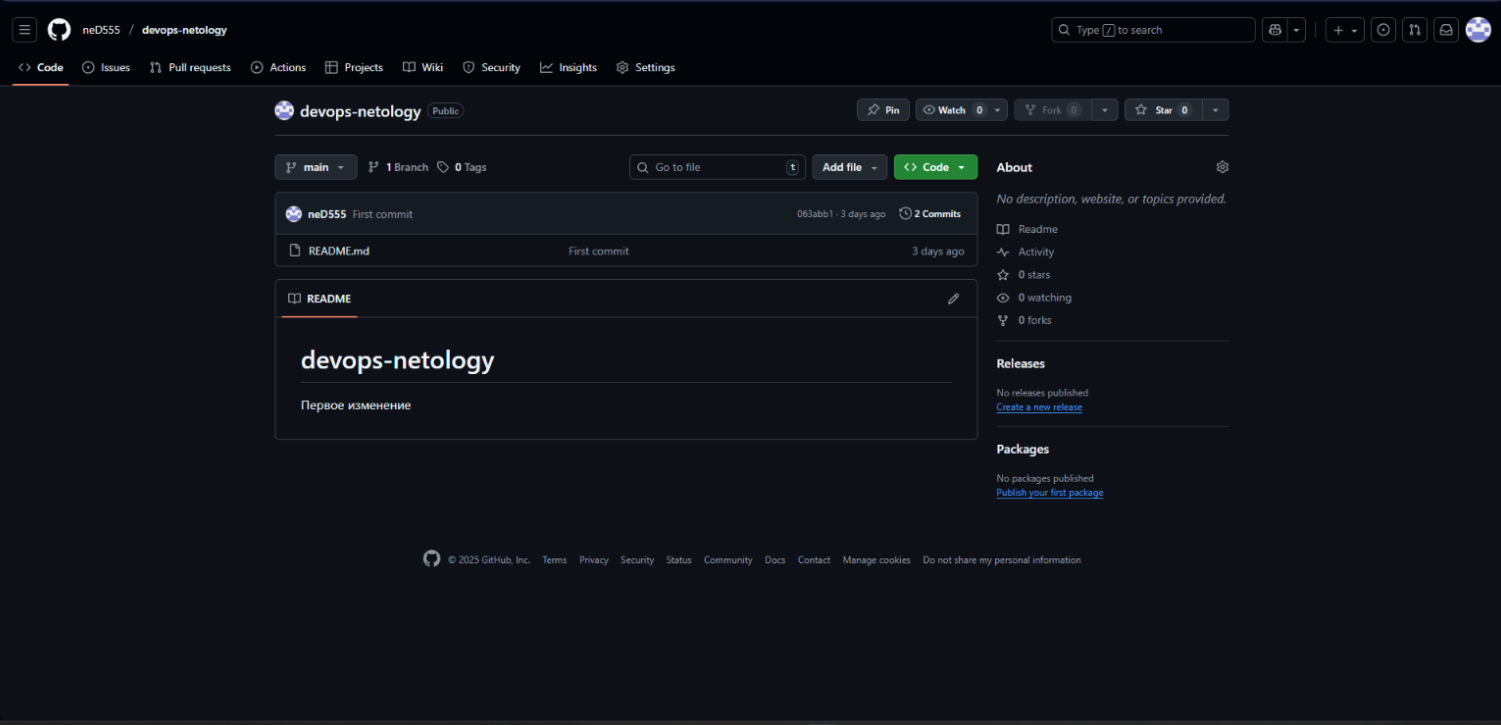 neD555 / devops-netology
Type / to search
Code Issues Pull requests Actions Projects Wiki Security Insights Settings
devops-netology Public
Pin Watch 0 Fork 0 Star 0
main 1 Branch 0 Tags
Go to file t Add file Code
neD555 First commit 063abb1 · 3 days ago 2 Commits
README.md First commit 3 days ago
README
devops-netology
Первое изменение
About
No description, website, or topics provided.
Readme
Activity
0 stars
0 watching
0 forks
Releases
No releases published
Create a new release
Packages
No packages published
Publish your first package
© 2025 GitHub, Inc. Terms Privacy Security Status Community Docs Contact Manage cookies Do not share my personal information